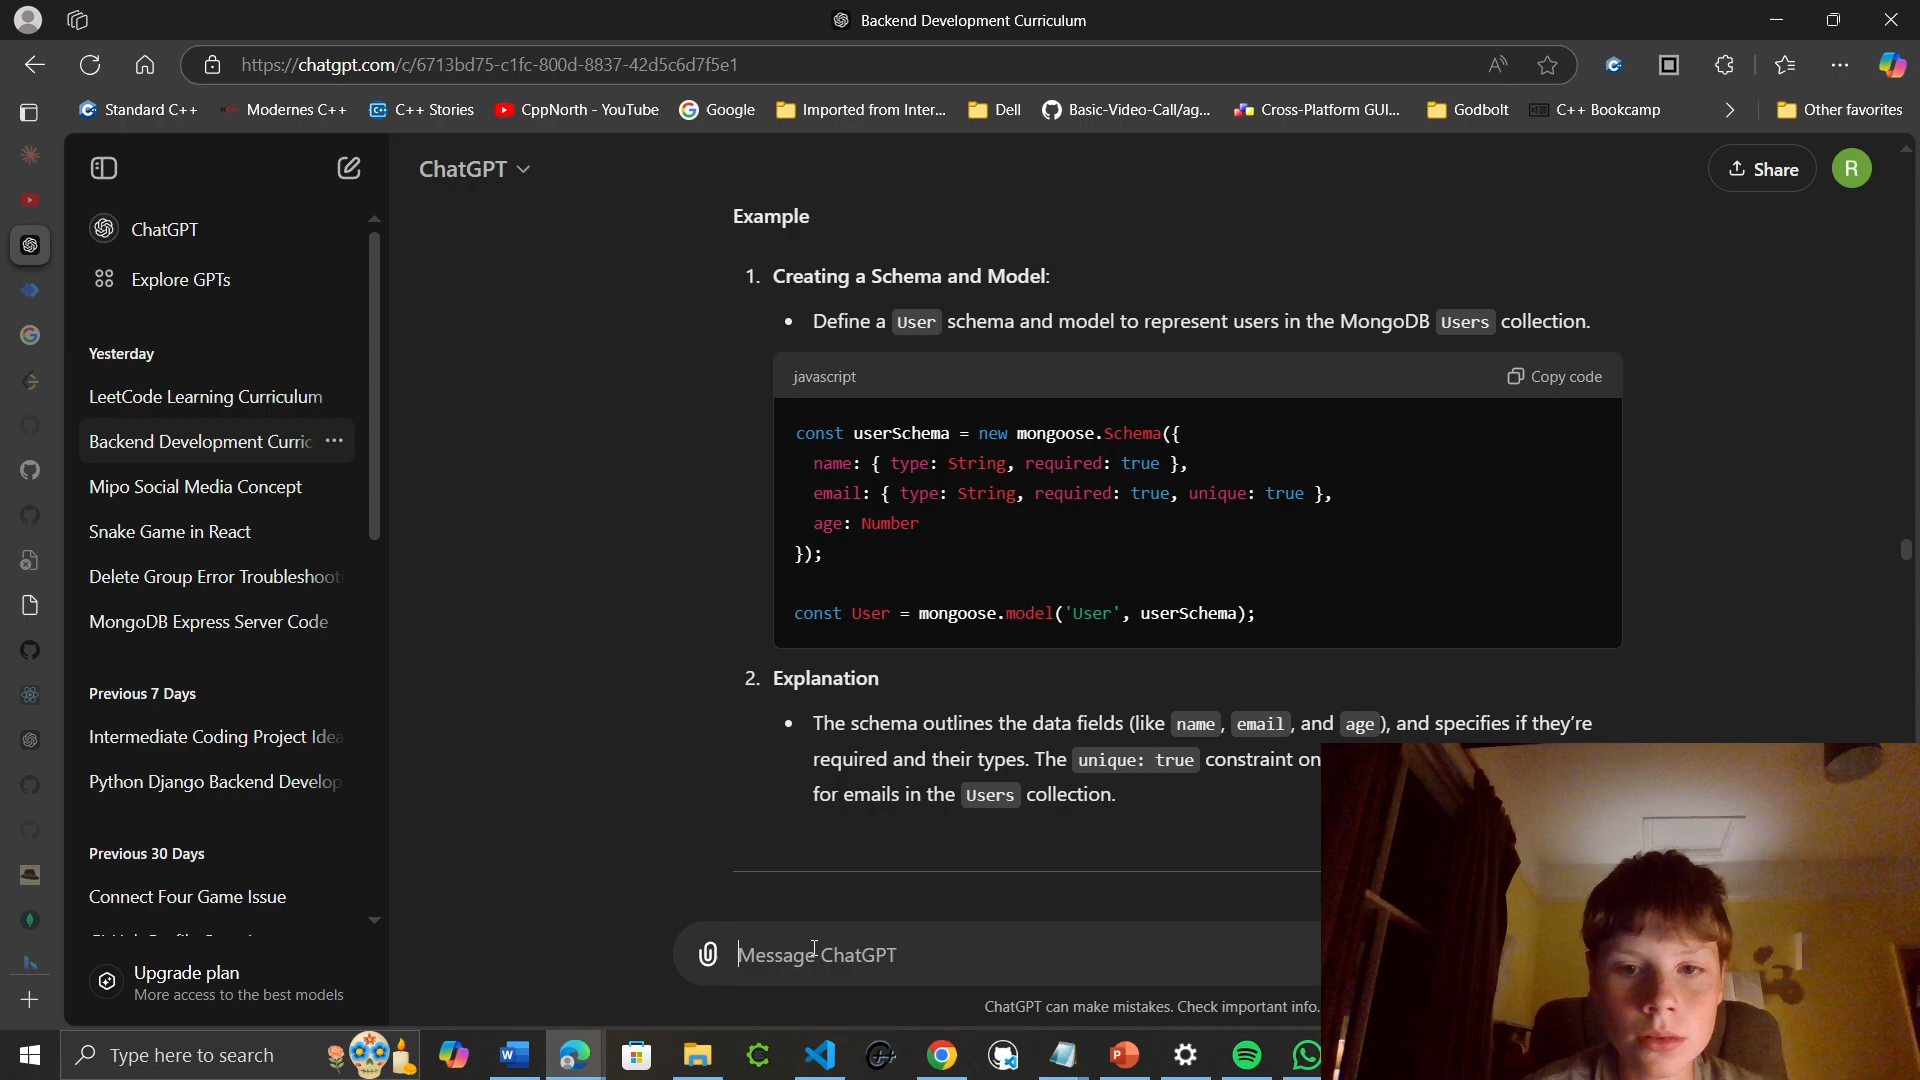 Backend Development Curriculum
https://chatgpt.com/c/6713bd75-c1fc-800d-8837-42d5c6d7f5e1
Standard C++
Modernes C++
C++ Stories
CppNorth - YouTube
Google
Imported from Inter...
Dell
Basic-Video-Call/ag...
Cross-Platform GUI...
Godbolt
C++ Bookcamp
Other favorites
ChatGPT
Share
R
ChatGPT
Explore GPTs
Yesterday
LeetCode Learning Curriculum
Backend Development Curric
Mipo Social Media Concept
Snake Game in React
Delete Group Error Troubleshoot
MongoDB Express Server Code
Previous 7 Days
Intermediate Coding Project Idea
Python Django Backend Develop
Previous 30 Days
Connect Four Game Issue
Upgrade plan
More access to the best models
Example
1. Creating a Schema and Model:
• Define a User schema and model to represent users in the MongoDB Users collection.
javascript
Copy code
const userSchema = new mongoose.Schema({
name: { type: String, required: true },
email: { type: String, required: true, unique: true },
age: Number
});
const User = mongoose.model('User', userSchema);
2. Explanation
• The schema outlines the data fields (like name, email, and age), and specifies if they're
required and their types. The unique: true constraint on
for emails in the Users collection.
Message ChatGPT
ChatGPT can make mistakes. Check important info.
Type here to search